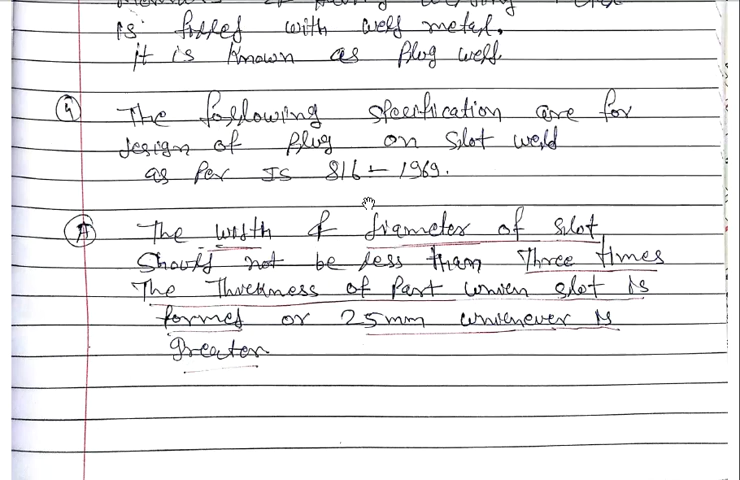 is filled with weld metal.
it is known as Plug weld.
④ The following specification are for
design of plug on slot weld
as per IS 816 - 1969.
Ⓐ The width & diameter of slot
should not be less than Three times
The Thickness of part which slot is
formed or 25mm whichever is
greater